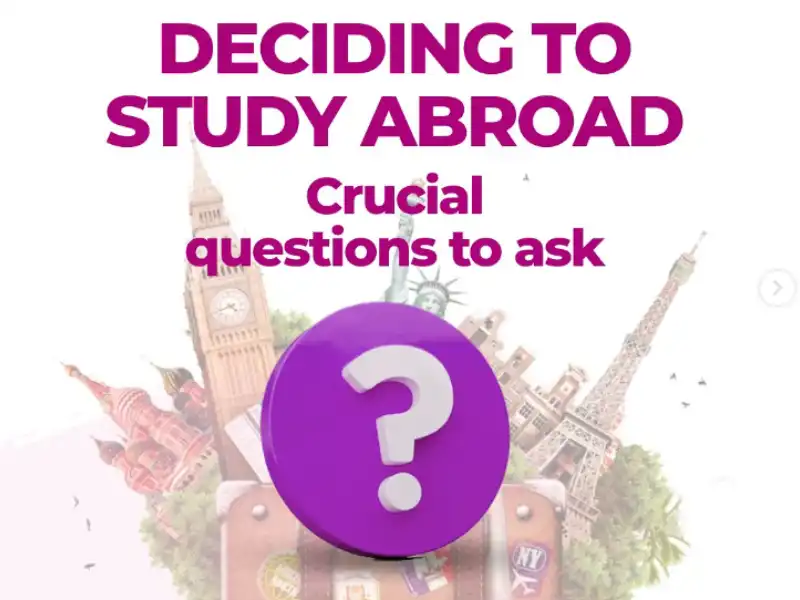 DECIDING TO
STUDY ABROAD
Crucial
questions to ask
?
NY